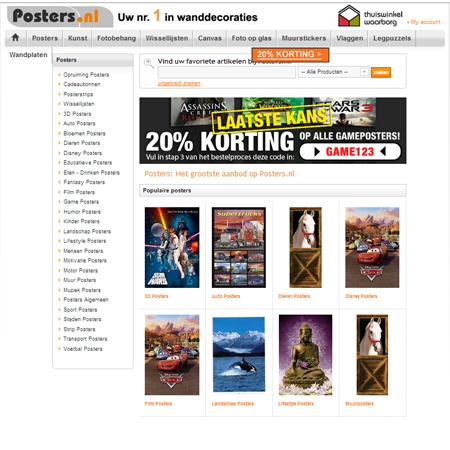 Posters.nl
Uw nr. 1 in wanddecoraties
thuiswinkel
waarborg
» My account
Posters
Kunst
Fotobehang
Wissellijsten
Canvas
Foto op glas
Muurstickers
Vlaggen
Legpuzzels
Wandplaten
20% KORTING >
Posters
Opruiming Posters
Cadeaubonnen
Posterstrips
Wissellijsten
3D Posters
Auto Posters
Bloemen Posters
Dieren Posters
Disney Posters
Educatieve Posters
Eten - Drinken Posters
Fantasy Posters
Film Posters
Game Posters
Humor Posters
Kinder Posters
Landschap Posters
Lifestyle Posters
Mensen Posters
Motivatie Posters
Motor Posters
Muur Posters
Muziek Posters
Posters Algemeen
Sport Posters
Steden Posters
Strip Posters
Transport Posters
Voetbal Posters
Vind uw favoriete artikelen bij
-- Alle Producten --
zoeken
uitgebreid zoeken
ASSASSINS
CREED
LAATSTE KANS
WAR
3
20% KORTING
OP ALLE GAMEPOSTERS!
Vul in stap 3 van het bestelproces deze code in:
GAME123
Posters: Het grootste aanbod op Posters.nl
Populaire posters
STAR
WARS
Supertrucks
Cars
3D Posters
Auto Posters
Dieren Posters
Disney Posters
Cars
Film Posters
Landschap Posters
Lifestyle Posters
Muurposters